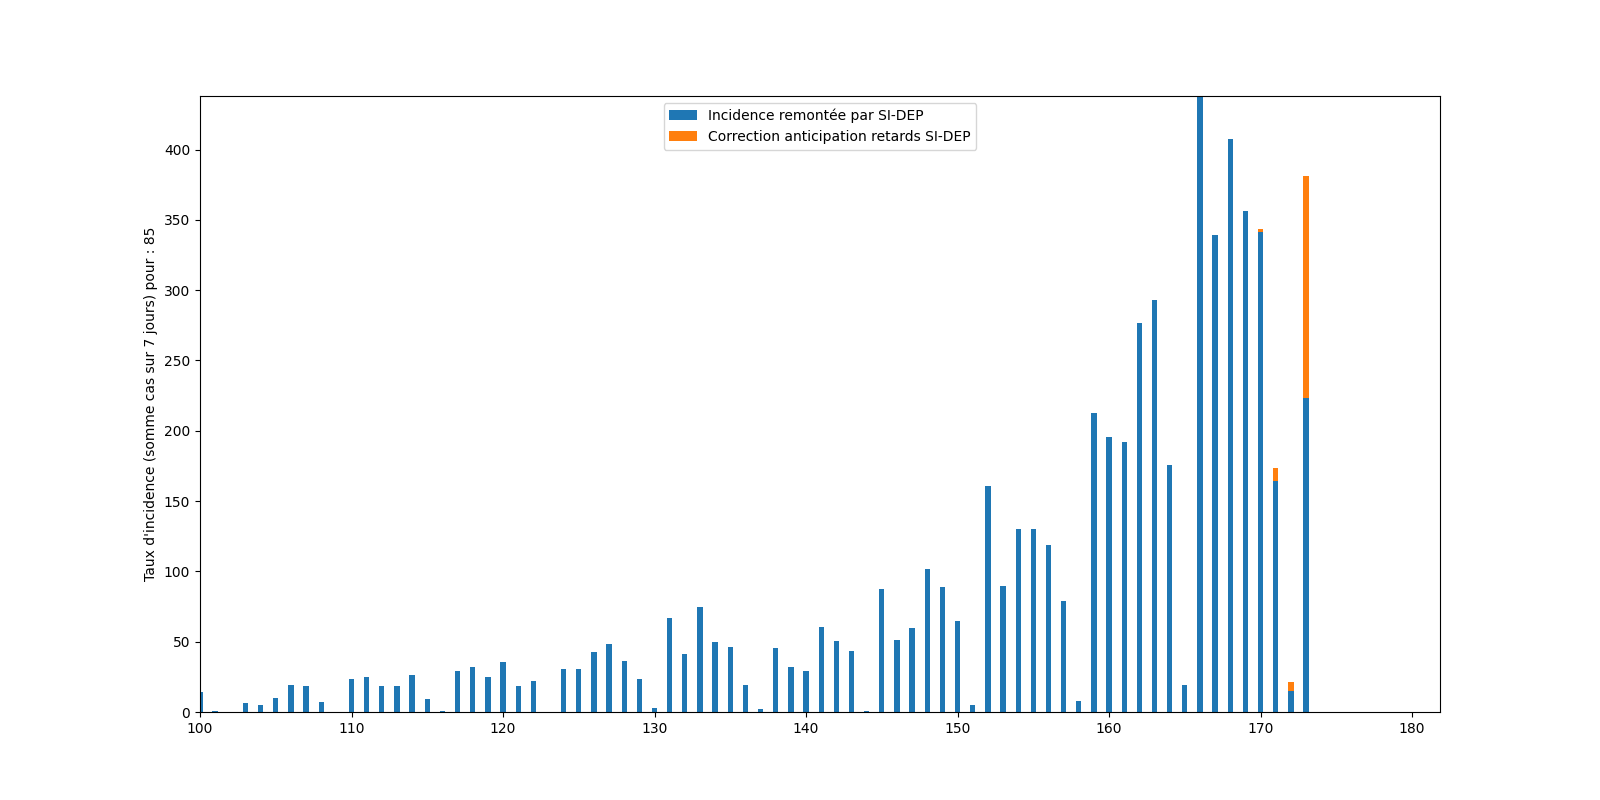 Incidence remontée par SI-DEP
Correction anticipation retards SI-DEP
Taux d'incidence (somme cas sur 7 jours) pour : 85
400
350
300
250
200
150
100
50
0
100 110 120 130 140 150 160 170 180